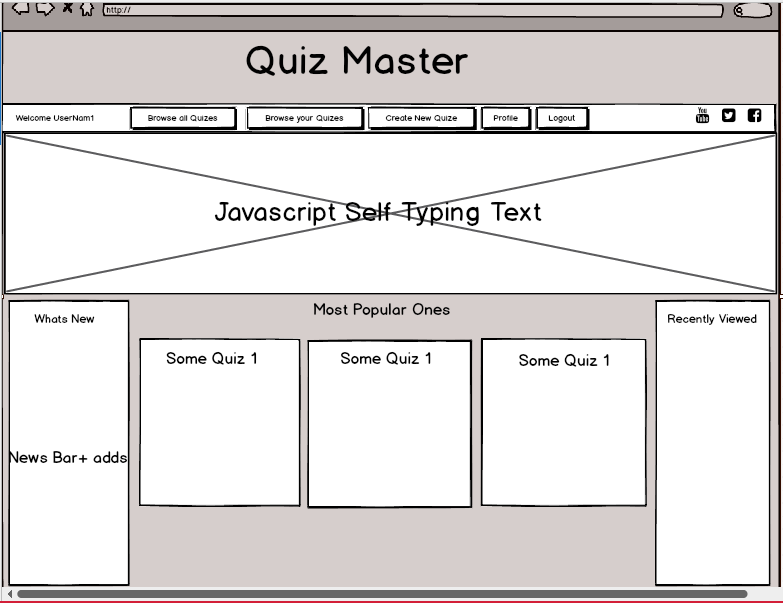 http://
Quiz Master
Welcome UserNam1
Browse all Quizes
Browse your Quizes
Create New Quize
Profile
Logout
You
Tube
Javascript Self Typing Text
Whats New
Most Popular Ones
Recently Viewed
Some Quiz 1
Some Quiz 1
Some Quiz 1
News Bar+ adds